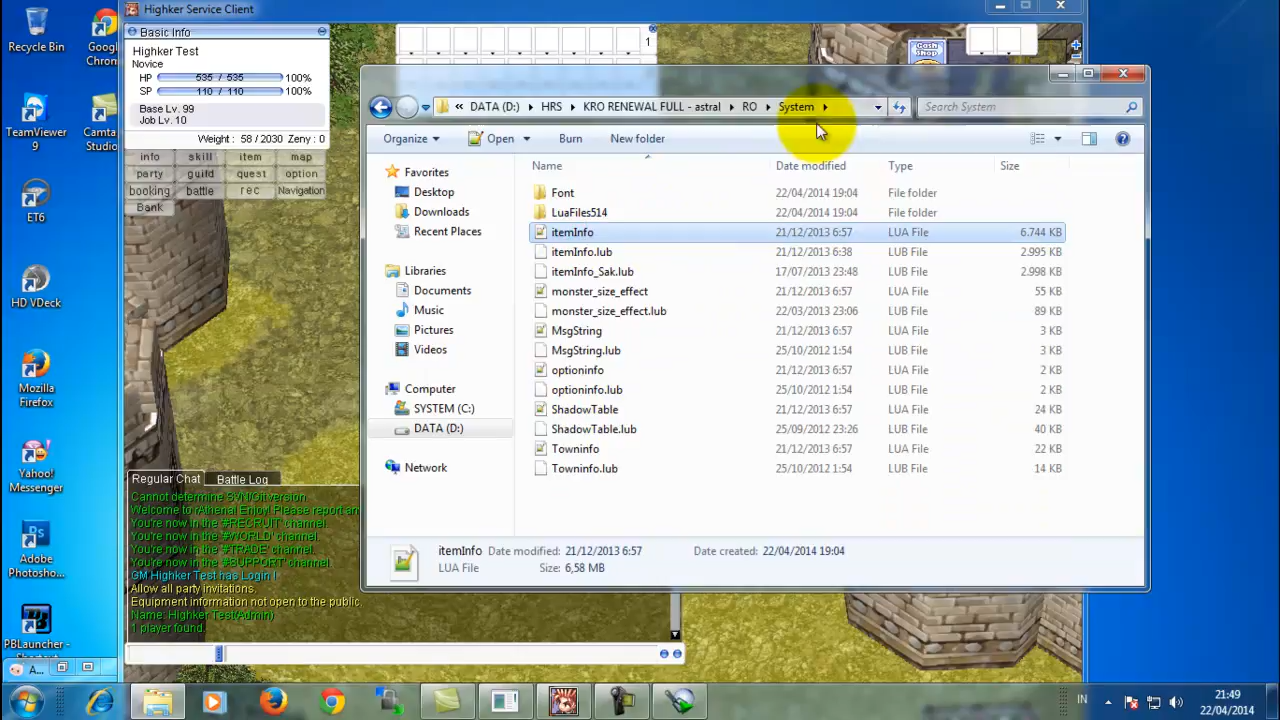 Recycle Bin
Googl
Chrom
TeamViewer
9
Camta
Studio
ET6
HD VDeck
Mozilla
Firefox
Yahoo!
Messenger
Adobe
Photosho...
PBLauncher -
Shortcut
A...
Highker Service Client
Basic Info
Highker Test
Novice
HP 535 / 535 100%
SP 110 / 110 100%
Base Lv. 99
Job Lv. 10
Weight : 58 / 2030 Zeny : 0
info skill item map
party guild quest option
booking battle rec Navigation
Bank
1
Cash
Shop
« DATA (D:) HRS KRO RENEWAL FULL - astral RO System
Search System
Organize Open Burn New folder
Name Date modified Type Size
Favorites
Desktop
Downloads
Recent Places
Libraries
Documents
Music
Pictures
Videos
Computer
SYSTEM (C:)
DATA (D:)
Network
Font 22/04/2014 19:04 File folder
LuaFiles514 22/04/2014 19:04 File folder
itemInfo 21/12/2013 6:57 LUA File 6.744 KB
itemInfo.lub 21/12/2013 6:38 LUB File 2.995 KB
itemInfo_Sak.lub 17/07/2013 23:48 LUB File 2.998 KB
monster_size_effect 21/12/2013 6:57 LUA File 55 KB
monster_size_effect.lub 22/03/2013 23:06 LUB File 89 KB
MsgString 21/12/2013 6:57 LUA File 3 KB
MsgString.lub 25/10/2012 1:54 LUB File 3 KB
optioninfo 21/12/2013 6:57 LUA File 2 KB
optioninfo.lub 25/10/2012 1:54 LUB File 2 KB
ShadowTable 21/12/2013 6:57 LUA File 24 KB
ShadowTable.lub 25/09/2012 23:26 LUB File 40 KB
Towninfo 21/12/2013 6:57 LUA File 22 KB
Towninfo.lub 25/10/2012 1:54 LUB File 14 KB
itemInfo Date modified: 21/12/2013 6:57 Date created: 22/04/2014 19:04
LUA File Size: 6,58 MB
Regular Chat Battle Log
Cannot determine SVN/Git version.
Welcome to rAthena! Enjoy! Please report an
You're now in the '#RECRUIT' channel.
You're now in the '#WORLD' channel.
You're now in the '#TRADE' channel.
You're now in the '#SUPPORT' channel.
GM Highker Test has Login !
Allow all party invitations.
Equipment information not open to the public.
Name: Highker Test(Admin)
1 player found.
IN
21:49
22/04/2014